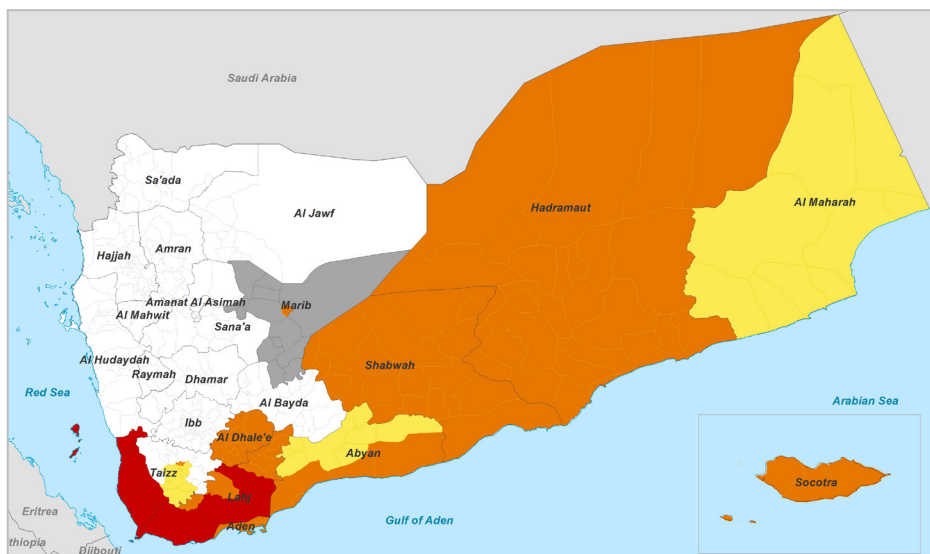 Saudi Arabia
Sa'ada
Al Jawf
Hadramaut
Al Maharah
Hajjah
Amran
Amanat Al Asimah
Marib
Al Mahwit
Sana'a
Al Hudaydah
Raymah
Dhamar
Shabwah
Red Sea
Al Bayda
Arabian Sea
Ibb
Al Dhale'e
Abyan
Taizz
Socotra
Lahj
Eritrea
Aden
Gulf of Aden
thiopia
Djibouti